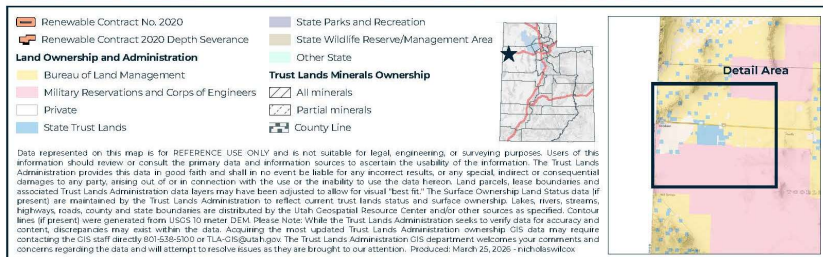 Renewable Contract No. 2020
Renewable Contract 2020 Depth Severance
Land Ownership and Administration
Bureau of Land Management
Military Reservations and Corps of Engineers
Private
State Trust Lands
State Parks and Recreation
State Wildlife Reserve/Management Area
Other State
Trust Lands Minerals Ownership
All minerals
Partial minerals
County Line
Detail Area
Data represented on this map is for REFERENCE USE ONLY and is not suitable for legal, engineering, or surveying purposes. Users of this
information should review or consult the primary data and information sources to ascertain the usability of the information. The Trust Lands
Administration provides this data in good faith and shall in no event be liable for any incorrect results, or any special, indirect or consequential
damages to any party, arising out of or in connection with the use or the inability to use the data hereon. Land parcels, lease boundaries and
associated Trust Lands Administration data layers may have been adjusted to allow for visual "best fit." The Surface Ownership Land Status data (if
present) are maintained by the Trust Lands Administration to reflect current trust lands status and surface ownership. Lakes, rivers, streams,
highways, roads, county and state boundaries are distributed by the Utah Geospatial Resource Center and/or other sources as specified. Contour
lines (if present) were generated from USGS 10 meter DEM. Please Note: While the Trust Lands Administration seeks to verify data for accuracy and
content, discrepancies may exist within the data. Acquiring the most updated Trust Lands Administration ownership GIS data may require
contacting the GIS staff directly 801-538-5100 or TLA-GIS@utah.gov. The Trust Lands Administration GIS department welcomes your comments and
concerns regarding the data and will attempt to resolve issues as they are brought to our attention. Produced: March 25, 2026 - nicholaswilcox